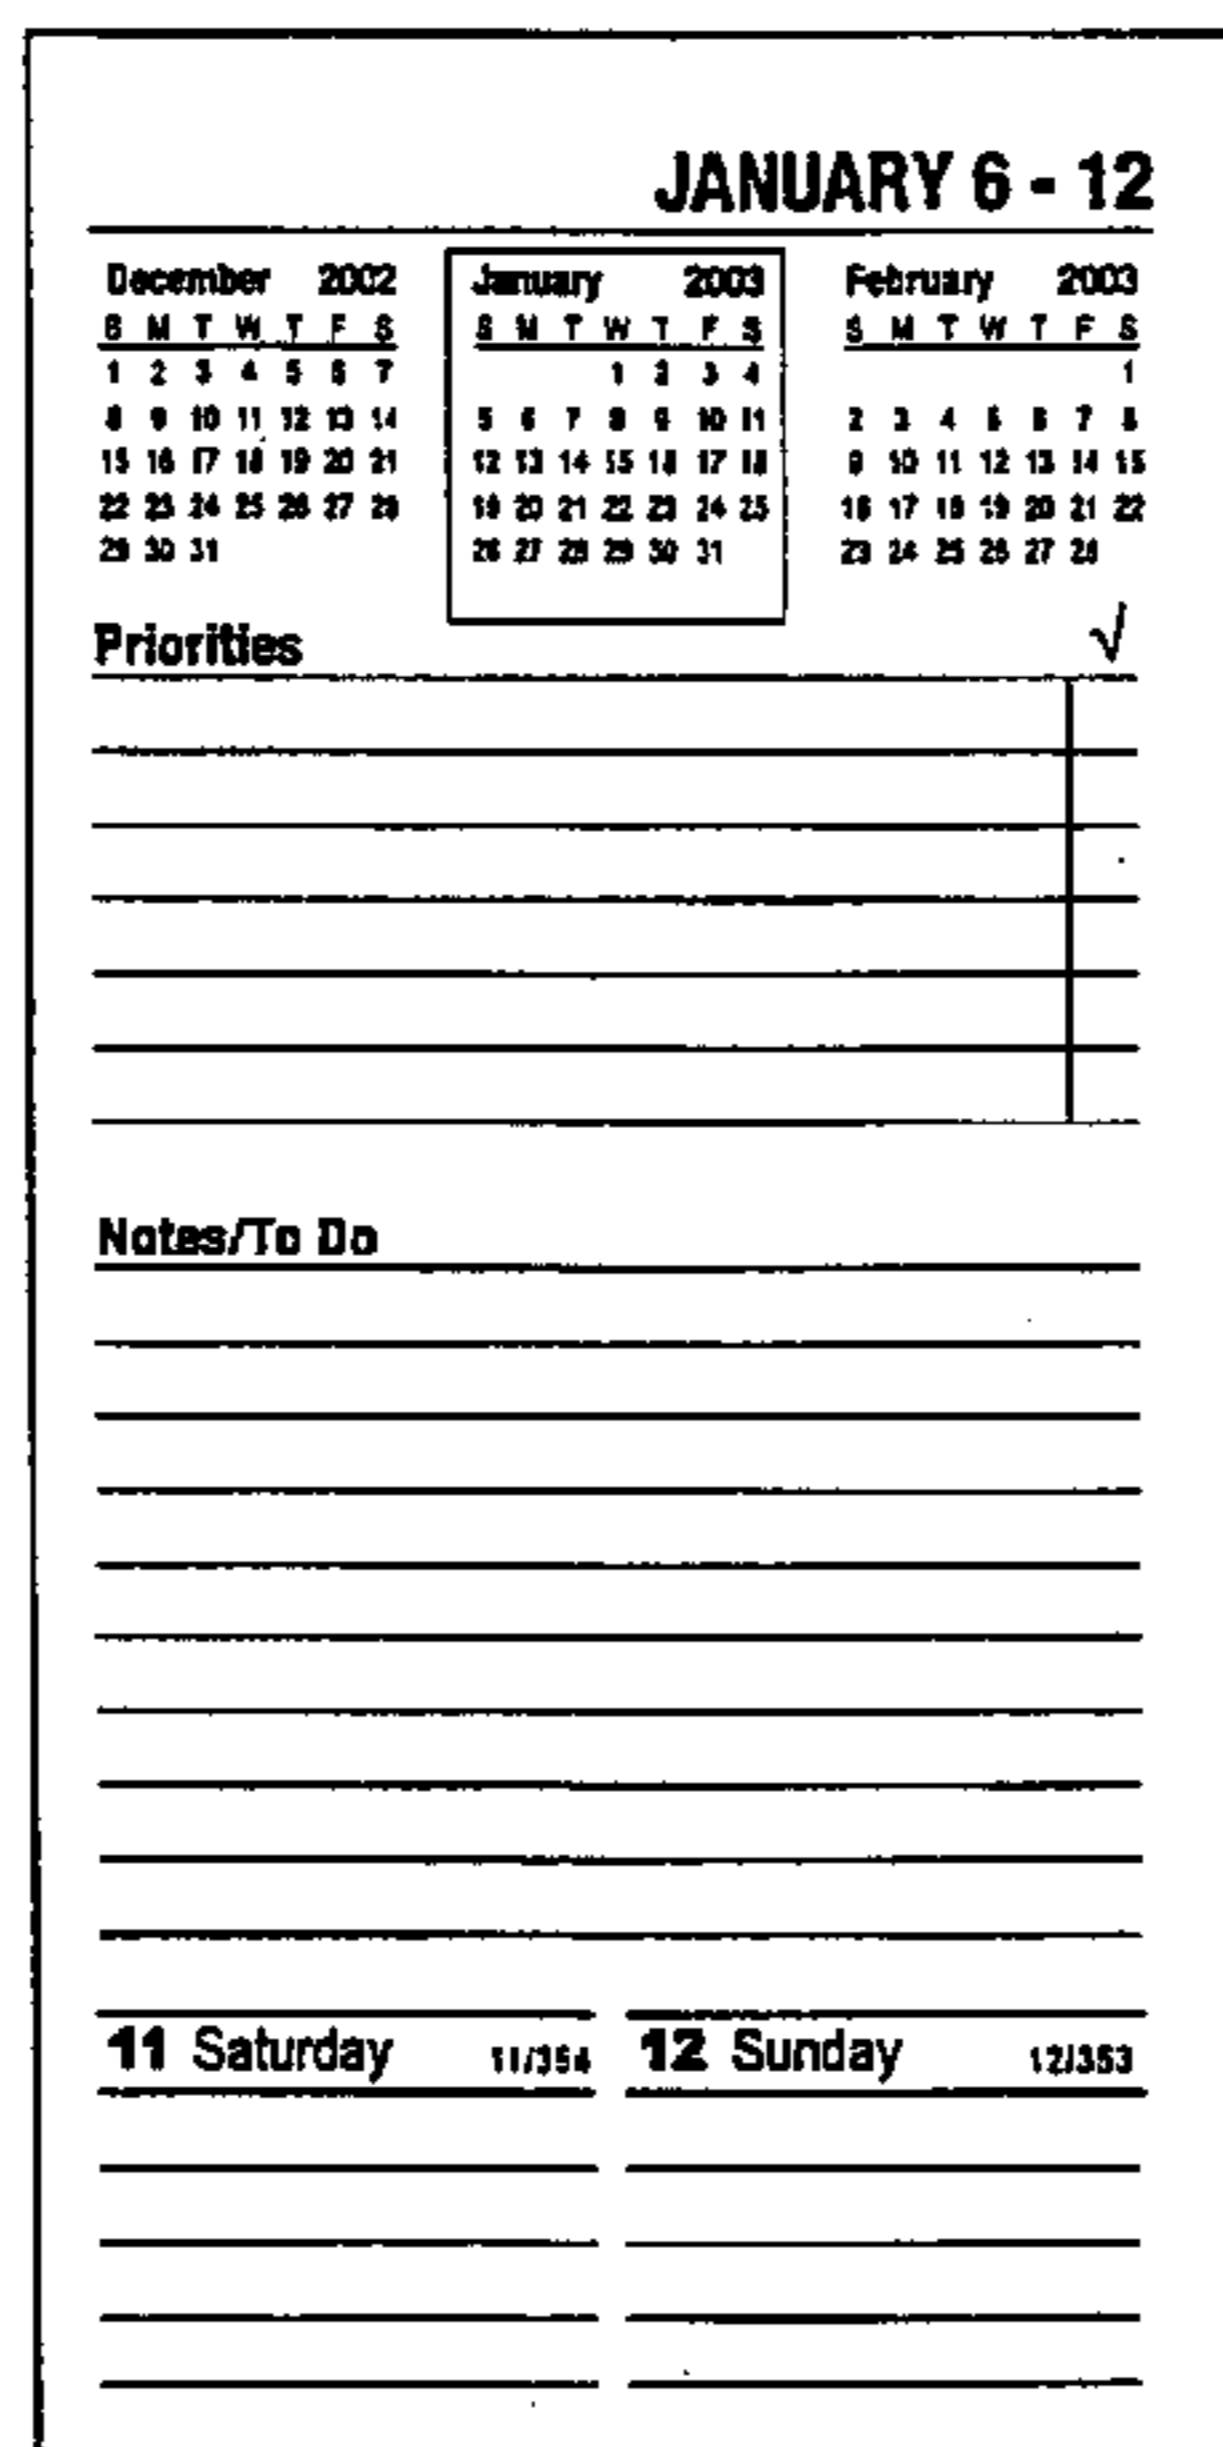 JANUARY 6 - 12
December 2002
S M T W T F S
1 2 3 4 5 6 7
8 9 10 11 12 13 14
15 16 17 18 19 20 21
22 23 24 25 26 27 28
29 30 31
January 2003
S M T W T F S
1 2 3 4
5 6 7 8 9 10 11
12 13 14 15 16 17 18
19 20 21 22 23 24 25
26 27 28 29 30 31
February 2003
S M T W T F S
1
2 3 4 5 6 7 8
9 10 11 12 13 14 15
16 17 18 19 20 21 22
23 24 25 26 27 28
Priorities √
Notes/To Do
11 Saturday 11/354
12 Sunday 12/353